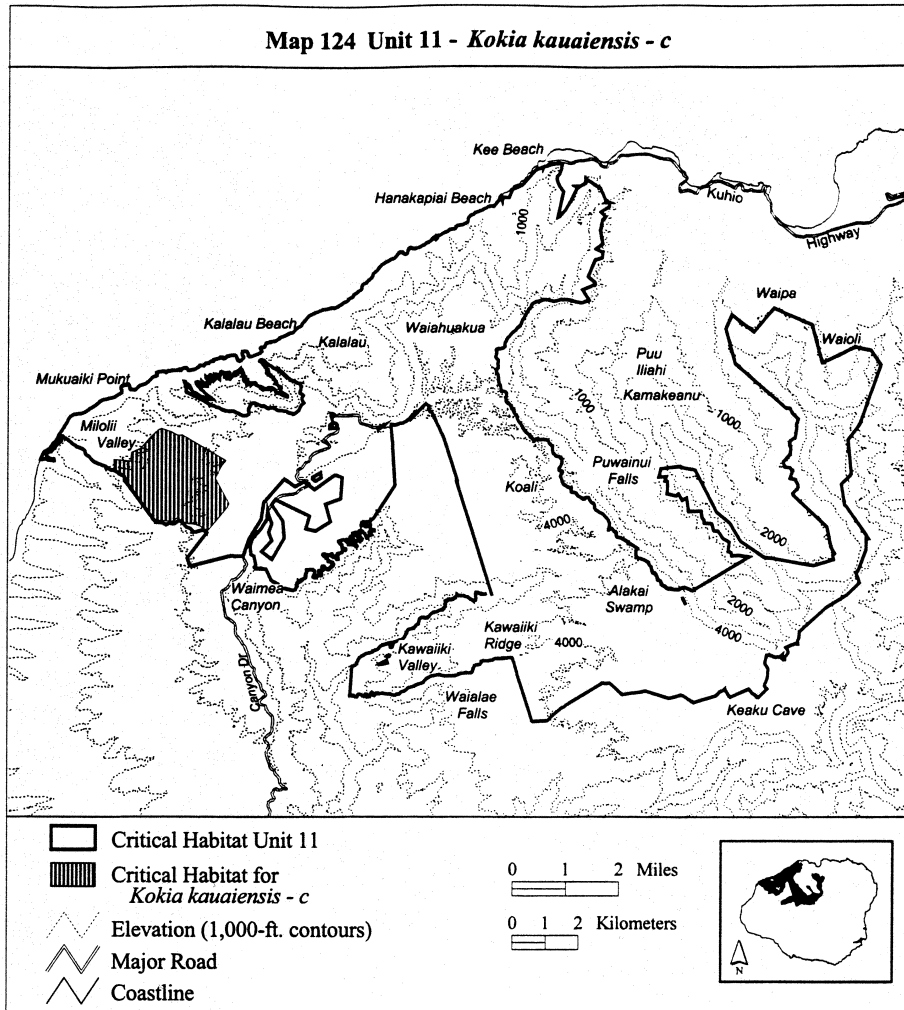 Map 124 Unit 11 - Kokia kauaiensis - c
Kee Beach
Hanakapiai Beach
1000
Kuhio
Highway
Waipa
Kalalau Beach
Kalalau
Waiahuakua
Waioli
Puu
Iliahi
Mukuaiki Point
Kamakeanu
1000
1000
Milolii
Valley
Puwainui
Falls
Koali
4000
2000
Waimea
Canyon
Alakai
Swamp
2000
4000
Kawaiiki
Ridge
4000
Kawaiiki
Valley
Canyon Dr
Waialae
Falls
Keaku Cave
Critical Habitat Unit 11
Critical Habitat for
Kokia kauaiensis - c
Elevation (1,000-ft. contours)
Major Road
Coastline
0 1 2 Miles
0 1 2 Kilometers
N